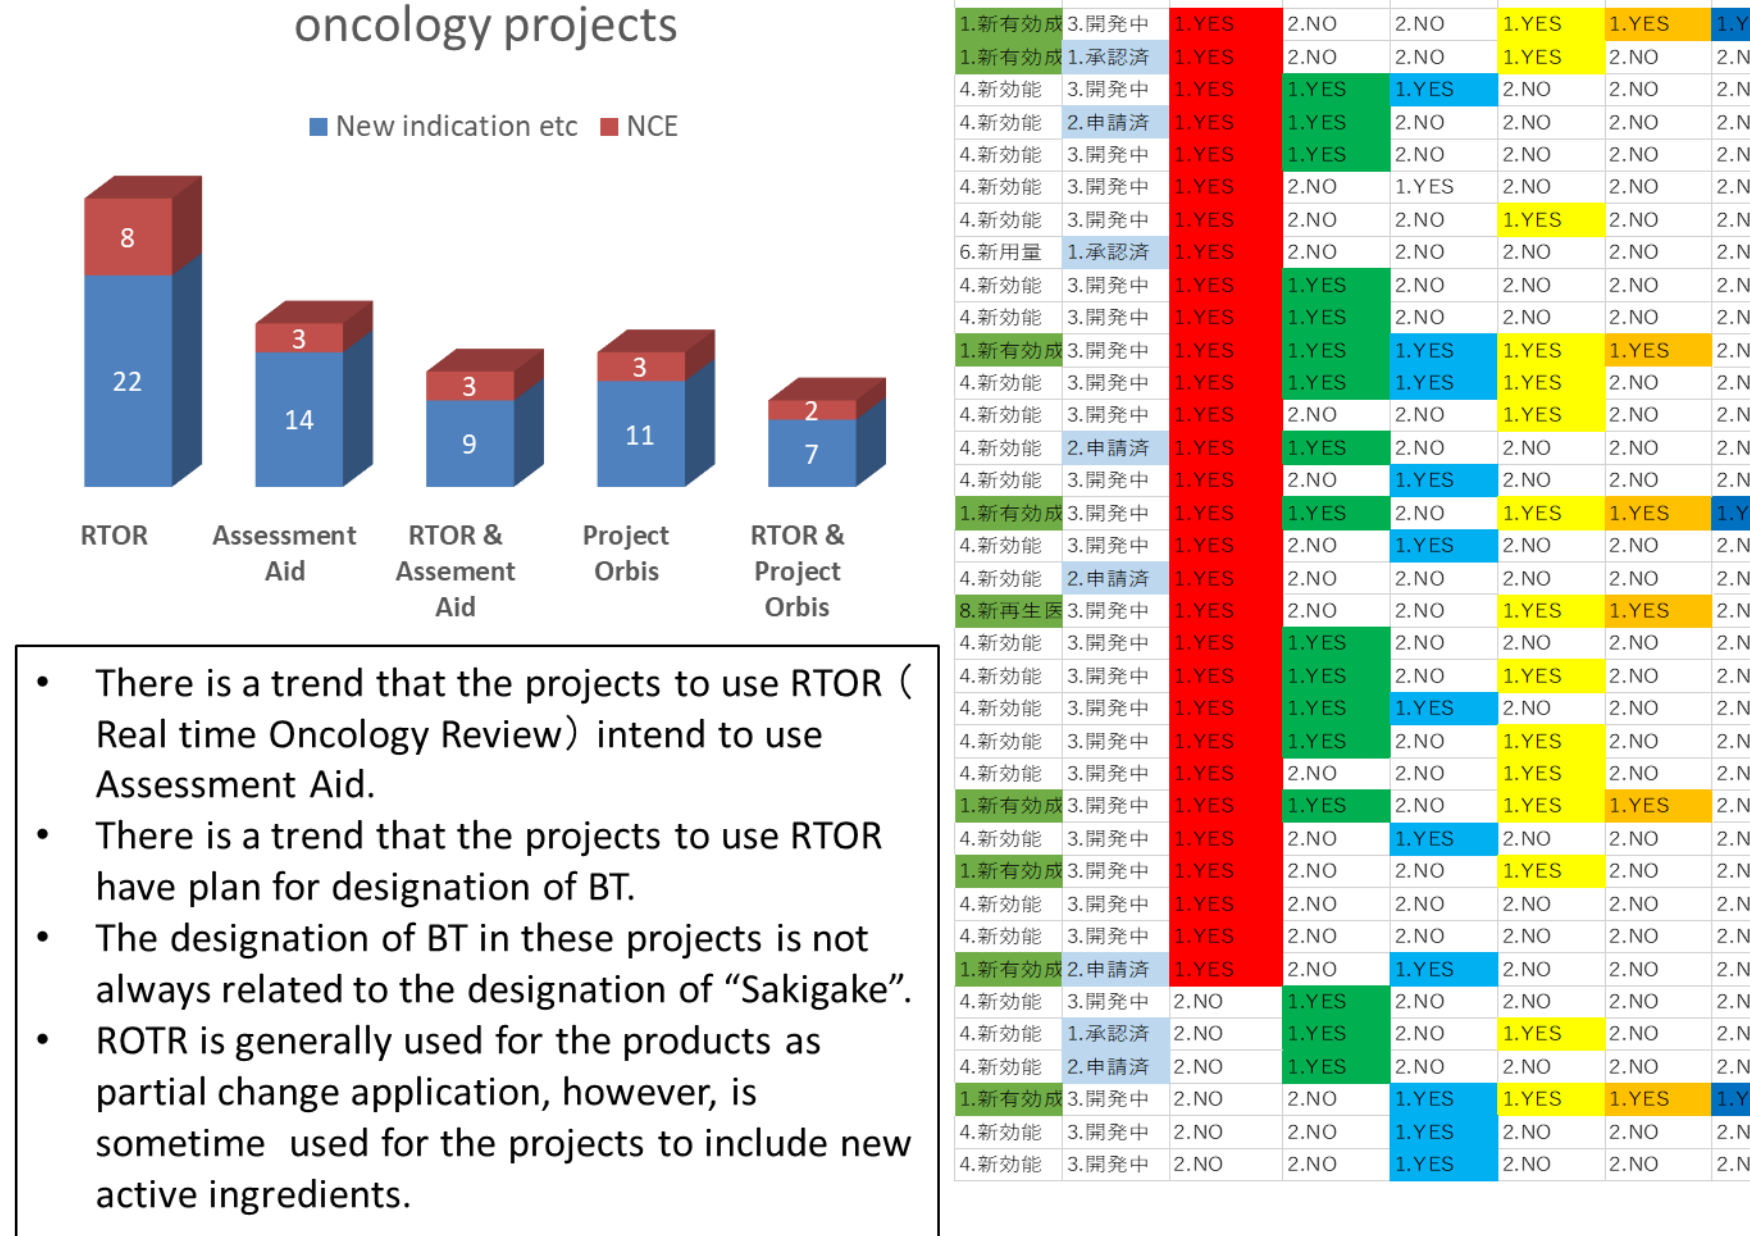 oncology projects
New indication etc NCE
8
22
3
14
3
9
3
11
2
7
RTOR
Assessment
Aid
RTOR &
Assement
Aid
Project
Orbis
RTOR &
Project
Orbis
• There is a trend that the projects to use RTOR（
Real time Oncology Review）intend to use
Assessment Aid.
• There is a trend that the projects to use RTOR
have plan for designation of BT.
• The designation of BT in these projects is not
always related to the designation of “Sakigake”.
• ROTR is generally used for the products as
partial change application, however, is
sometime used for the projects to include new
active ingredients.
1.新有効成 3.開発中 1.YES 2.NO 2.NO 1.YES 1.YES 1.Y
1.新有効成 1.承認済 1.YES 2.NO 2.NO 1.YES 2.NO 2.N
4.新効能 3.開発中 1.YES 1.YES 1.YES 2.NO 2.NO 2.N
4.新効能 2.申請済 1.YES 1.YES 2.NO 2.NO 2.NO 2.N
4.新効能 3.開発中 1.YES 1.YES 2.NO 2.NO 2.NO 2.N
4.新効能 3.開発中 1.YES 2.NO 1.YES 2.NO 2.NO 2.N
4.新効能 3.開発中 1.YES 2.NO 2.NO 1.YES 2.NO 2.N
6.新用量 1.承認済 1.YES 2.NO 2.NO 2.NO 2.NO 2.N
4.新効能 3.開発中 1.YES 1.YES 2.NO 2.NO 2.NO 2.N
4.新効能 3.開発中 1.YES 1.YES 2.NO 2.NO 2.NO 2.N
1.新有効成 3.開発中 1.YES 1.YES 1.YES 1.YES 1.YES 2.N
4.新効能 3.開発中 1.YES 1.YES 1.YES 1.YES 2.NO 2.N
4.新効能 3.開発中 1.YES 2.NO 2.NO 1.YES 2.NO 2.N
4.新効能 2.申請済 1.YES 1.YES 2.NO 2.NO 2.NO 2.N
4.新効能 3.開発中 1.YES 2.NO 1.YES 2.NO 2.NO 2.N
1.新有効成 3.開発中 1.YES 1.YES 2.NO 1.YES 1.YES 1.Y
4.新効能 3.開発中 1.YES 2.NO 1.YES 2.NO 2.NO 2.N
4.新効能 2.申請済 1.YES 2.NO 2.NO 2.NO 2.NO 2.N
8.新再生医 3.開発中 1.YES 2.NO 2.NO 1.YES 1.YES 2.N
4.新効能 3.開発中 1.YES 1.YES 2.NO 2.NO 2.NO 2.N
4.新効能 3.開発中 1.YES 1.YES 2.NO 1.YES 2.NO 2.N
4.新効能 3.開発中 1.YES 1.YES 1.YES 2.NO 2.NO 2.N
4.新効能 3.開発中 1.YES 1.YES 2.NO 1.YES 2.NO 2.N
4.新効能 3.開発中 1.YES 2.NO 2.NO 1.YES 2.NO 2.N
1.新有効成 3.開発中 1.YES 1.YES 2.NO 1.YES 1.YES 2.N
4.新効能 3.開発中 1.YES 2.NO 1.YES 2.NO 2.NO 2.N
1.新有効成 3.開発中 1.YES 2.NO 2.NO 1.YES 2.NO 2.N
4.新効能 3.開発中 1.YES 2.NO 2.NO 2.NO 2.NO 2.N
4.新効能 3.開発中 1.YES 2.NO 2.NO 2.NO 2.NO 2.N
1.新有効成 2.申請済 1.YES 2.NO 1.YES 2.NO 2.NO 2.N
4.新効能 3.開発中 2.NO 1.YES 2.NO 2.NO 2.NO 2.N
4.新効能 1.承認済 2.NO 1.YES 2.NO 1.YES 2.NO 2.N
4.新効能 2.申請済 2.NO 1.YES 2.NO 2.NO 2.NO 2.N
1.新有効成 3.開発中 2.NO 2.NO 1.YES 1.YES 1.YES 1.Y
4.新効能 3.開発中 2.NO 2.NO 1.YES 2.NO 2.NO 2.N
4.新効能 3.開発中 2.NO 2.NO 1.YES 2.NO 2.NO 2.N